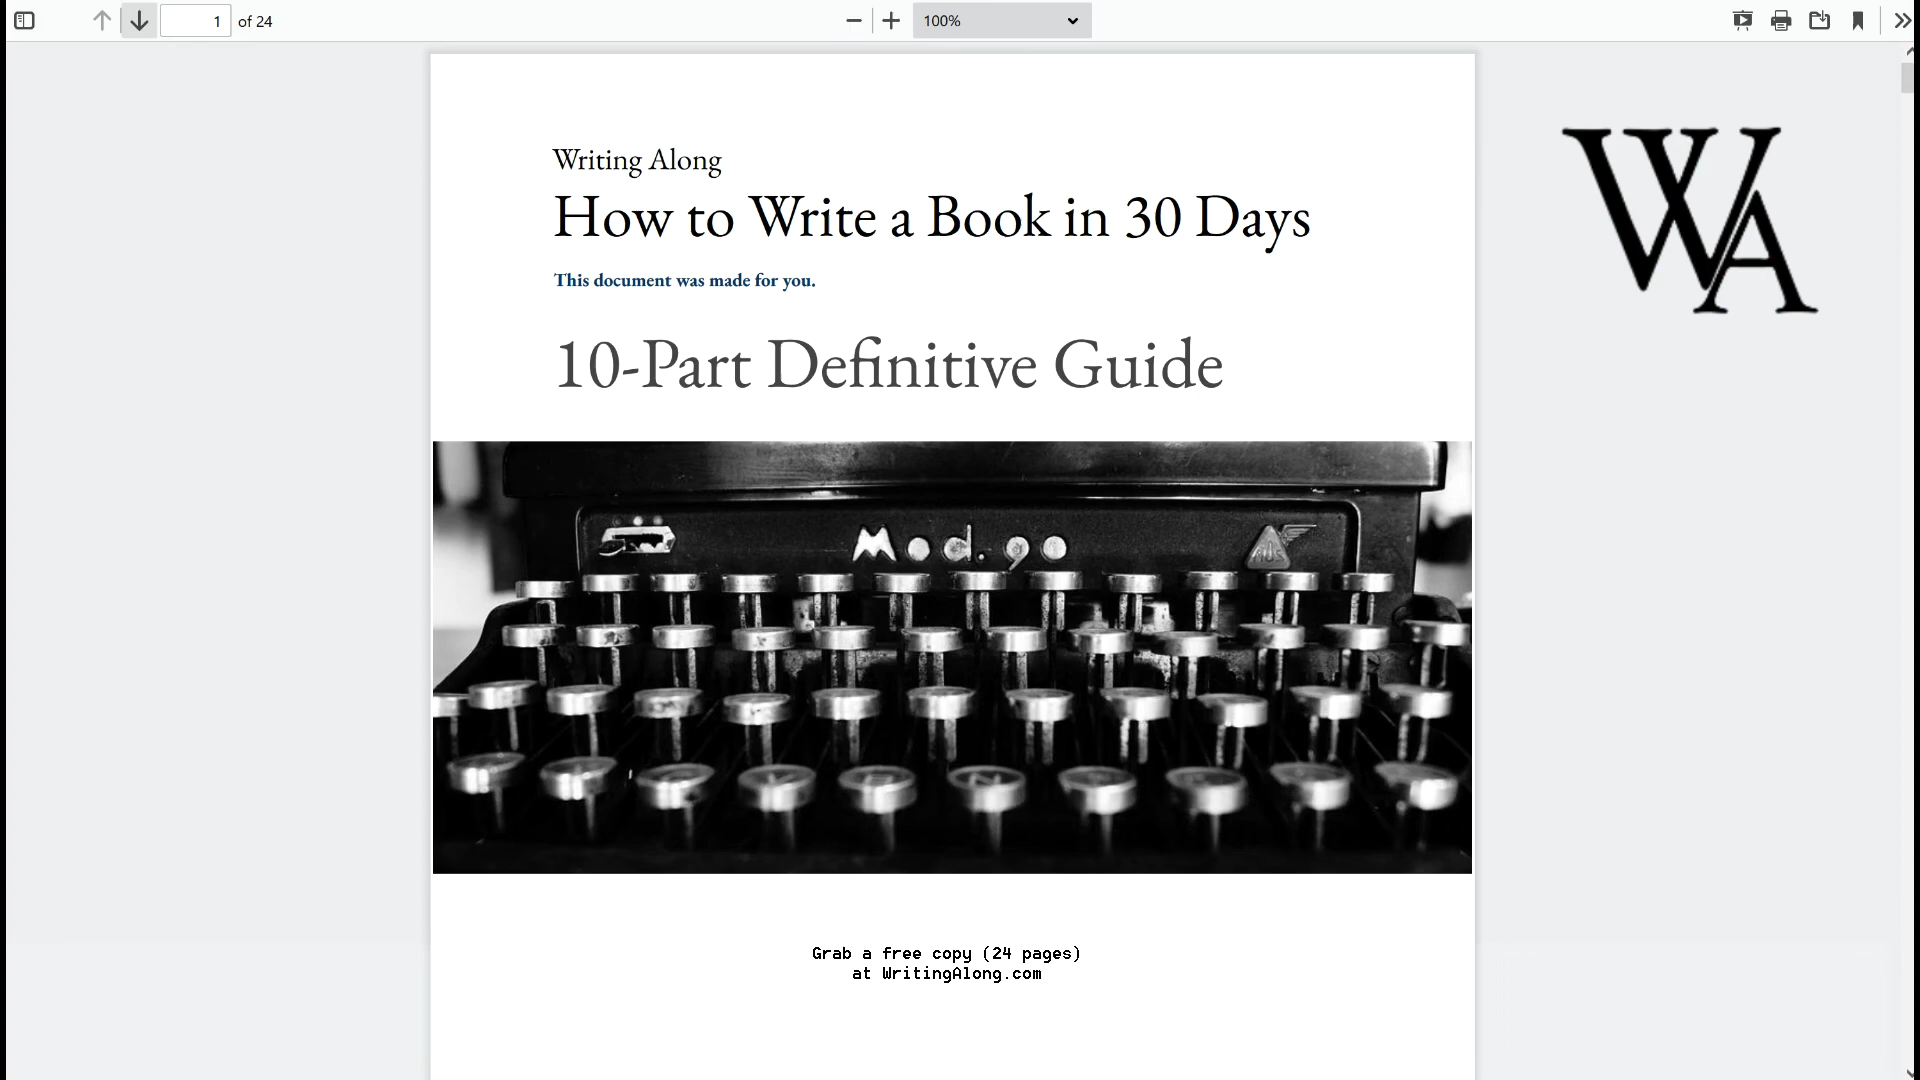 1 of 24 100%
WA
Writing Along
How to Write a Book in 30 Days
This document was made for you.
10-Part Definitive Guide
Mod. 90
Grab a free copy (24 pages)
at WritingAlong.com